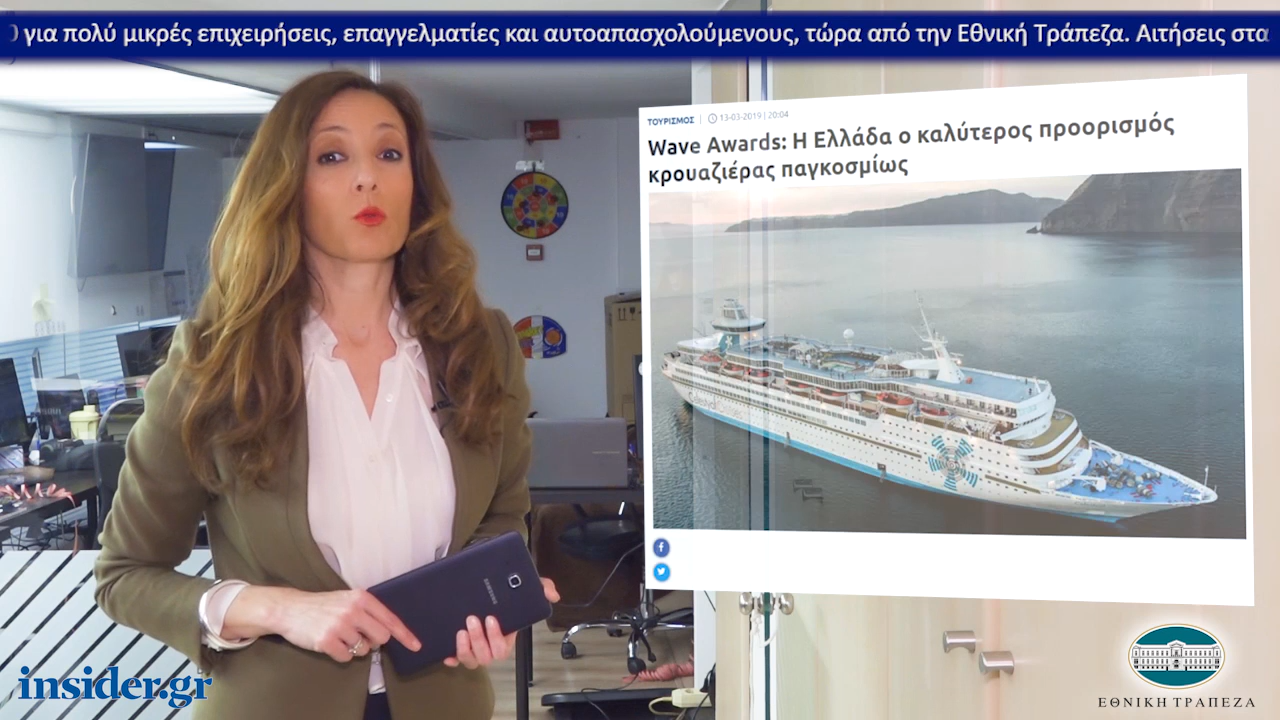 για πολύ μικρές επιχειρήσεις, επαγγελματίες και αυτοαπασχολούμενους, τώρα από την Εθνική Τράπεζα. Αιτήσεις στα
ΤΟΥΡΙΣΜΟΣ | 13-03-2019 | 20:04
Wave Awards: Η Ελλάδα ο καλύτερος προορισμός
κρουαζιέρας παγκοσμίως
SAMSUNG
insider.gr
ΕΘΝΙΚΗ ΤΡΑΠΕΖΑ